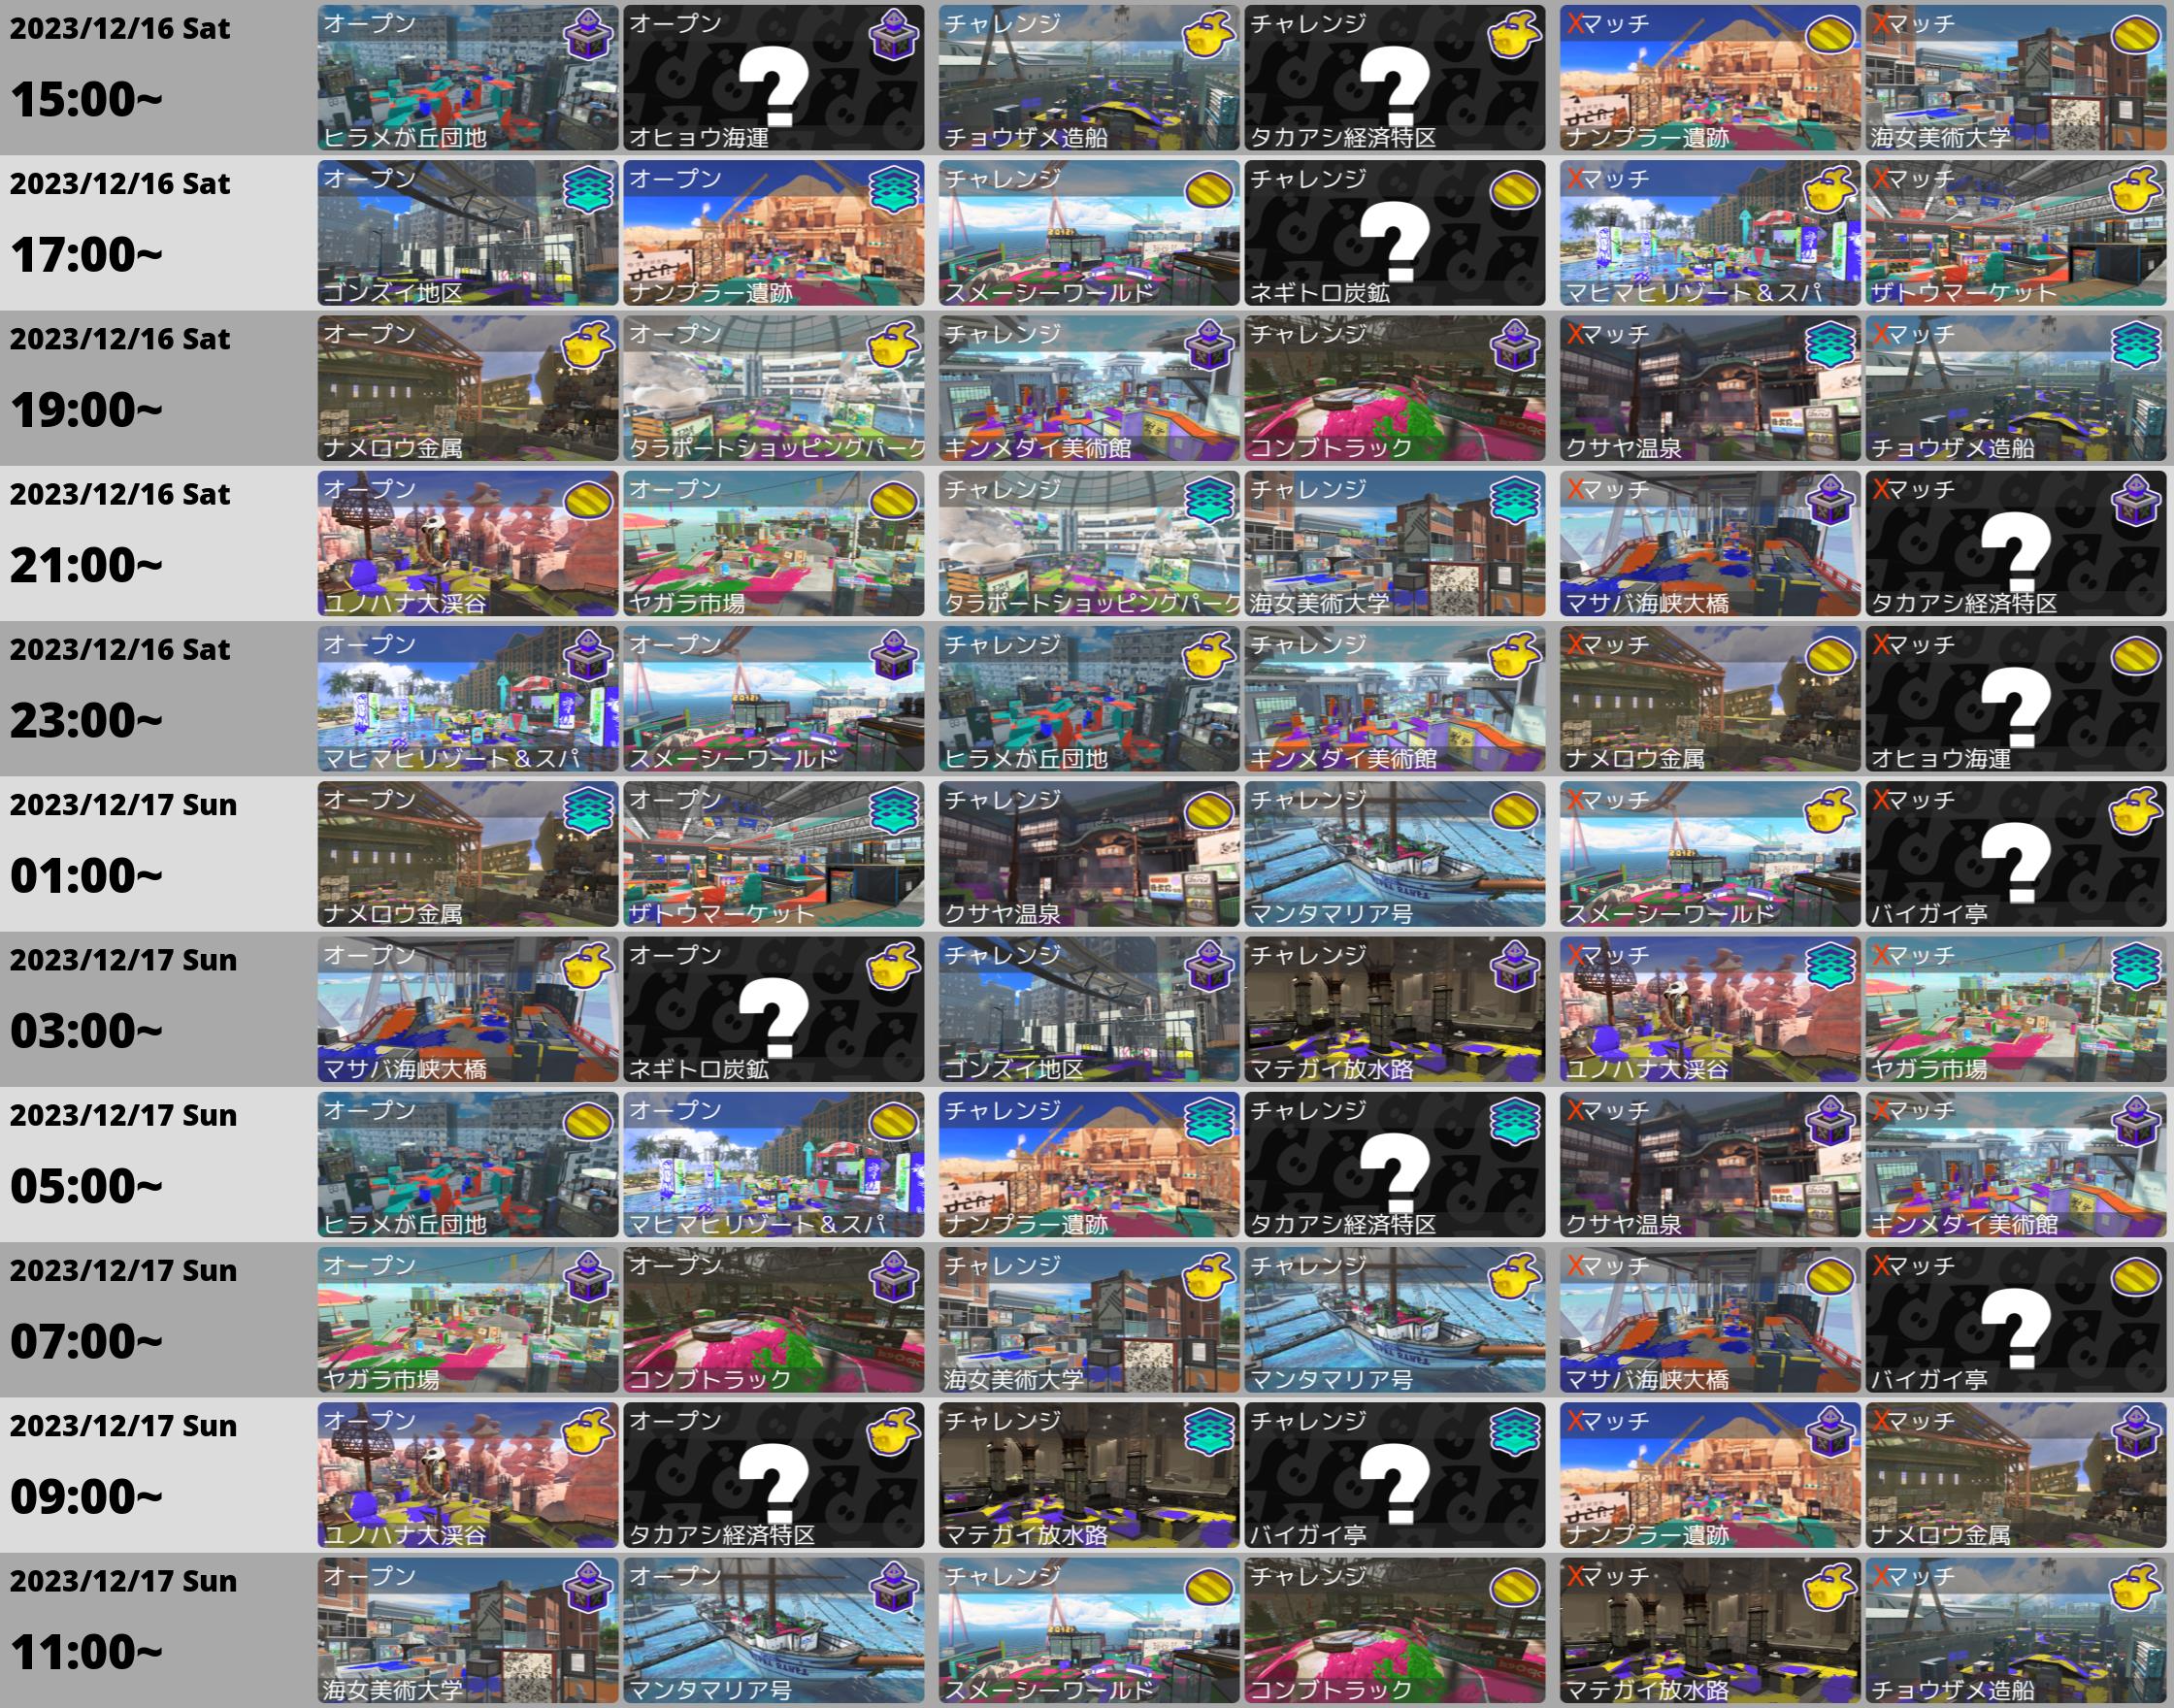 2023/12/16 Sat
15:00~
オープン
ヒラメが丘団地
オープン
オヒョウ海運
チャレンジ
チョウザメ造船
チャレンジ
タカアシ経済特区
Xマッチ
ナンプラー遺跡
Xマッチ
海女美術大学
2023/12/16 Sat
17:00~
オープン
ゴンズイ地区
オープン
ナンプラー遺跡
チャレンジ
スメーシーワールド
チャレンジ
ネギトロ炭鉱
Xマッチ
マヒマヒリゾート＆スパ
Xマッチ
ザトウマーケット
2023/12/16 Sat
19:00~
オープン
ナメロウ金属
オープン
タラポートショッピングパーク
チャレンジ
キンメダイ美術館
チャレンジ
コンブトラック
Xマッチ
クサヤ温泉
Xマッチ
チョウザメ造船
2023/12/16 Sat
21:00~
オープン
ユノハナ大渓谷
オープン
ヤガラ市場
チャレンジ
タラポートショッピングパーク
チャレンジ
海女美術大学
Xマッチ
マサバ海峡大橋
Xマッチ
タカアシ経済特区
2023/12/16 Sat
23:00~
オープン
マヒマヒリゾート＆スパ
オープン
スメーシーワールド
チャレンジ
ヒラメが丘団地
チャレンジ
キンメダイ美術館
Xマッチ
ナメロウ金属
Xマッチ
オヒョウ海運
2023/12/17 Sun
01:00~
オープン
ナメロウ金属
オープン
ザトウマーケット
チャレンジ
クサヤ温泉
チャレンジ
マンタマリア号
Xマッチ
スメーシーワールド
Xマッチ
バイガイ亭
2023/12/17 Sun
03:00~
オープン
マサバ海峡大橋
オープン
ネギトロ炭鉱
チャレンジ
ゴンズイ地区
チャレンジ
マテガイ放水路
Xマッチ
ユノハナ大渓谷
Xマッチ
ヤガラ市場
2023/12/17 Sun
05:00~
オープン
ヒラメが丘団地
オープン
マヒマヒリゾート＆スパ
チャレンジ
ナンプラー遺跡
チャレンジ
タカアシ経済特区
Xマッチ
クサヤ温泉
Xマッチ
キンメダイ美術館
2023/12/17 Sun
07:00~
オープン
ヤガラ市場
オープン
コンブトラック
チャレンジ
海女美術大学
チャレンジ
マンタマリア号
Xマッチ
マサバ海峡大橋
Xマッチ
バイガイ亭
2023/12/17 Sun
09:00~
オープン
ユノハナ大渓谷
オープン
タカアシ経済特区
チャレンジ
マテガイ放水路
チャレンジ
バイガイ亭
Xマッチ
ナンプラー遺跡
Xマッチ
ナメロウ金属
2023/12/17 Sun
11:00~
オープン
海女美術大学
オープン
マンタマリア号
チャレンジ
スメーシーワールド
チャレンジ
コンブトラック
Xマッチ
マテガイ放水路
Xマッチ
チョウザメ造船